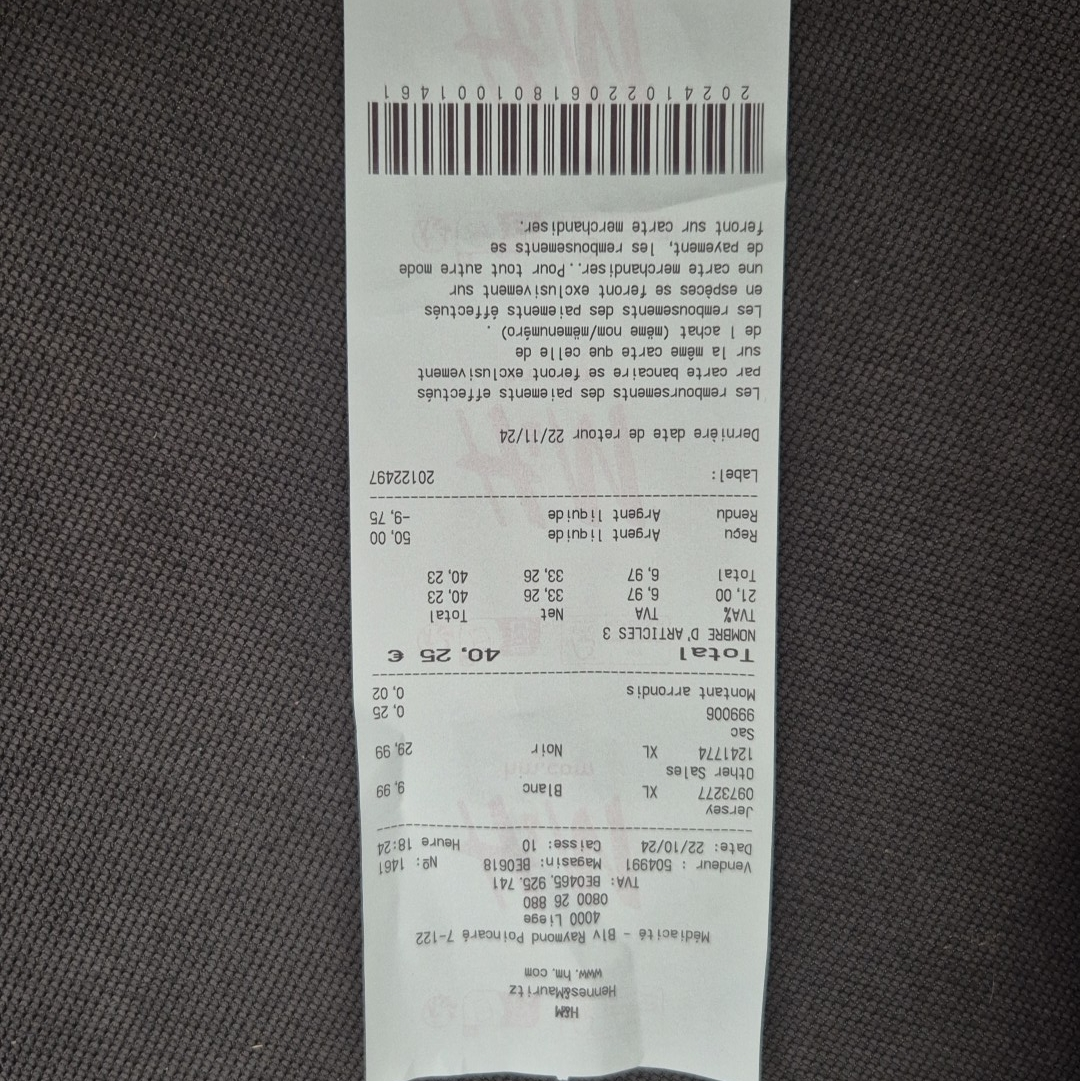 H&M
Hennes&Mauritz
www. hm. com
Médiacité - Blv Raymond Poincaré 7-122
4000 Liege
0800 26 880
TVA: BE0465. 925. 741
Vendeur : 504991 Magasin: BE0618 Nº: 1461
Date: 22/10/24 Caisse: 10 Heure 18:24
Jersey
0973277 XL Blanc 9, 99
Other Sales
1241774 XL Noir 29, 99
Sac
999006 0, 25
Montant arrondis 0, 02
Total 40, 25 €
NOMBRE D'ARTICLES 3
TVA% TVA Net Total
21, 00 6, 97 33, 26 40, 23
Total 6, 97 33, 26 40, 23
Reçu Argent liquide 50, 00
Rendu Argent liquide -9, 75
Label: 20122497
Dernière date de retour 22/11/24
Les remboursements des paiements effectués
par carte bancaire se feront exclusivement
sur la même carte que celle de
de l achat (même nom/mêmenuméro) .
Les rembousements des paiements éffectués
en espèces se feront exclusivement sur
une carte merchandiser.. Pour tout autre mode
de payement, les rembousements se
feront sur carte merchandiser.
2024102206180100146 1
hm.com